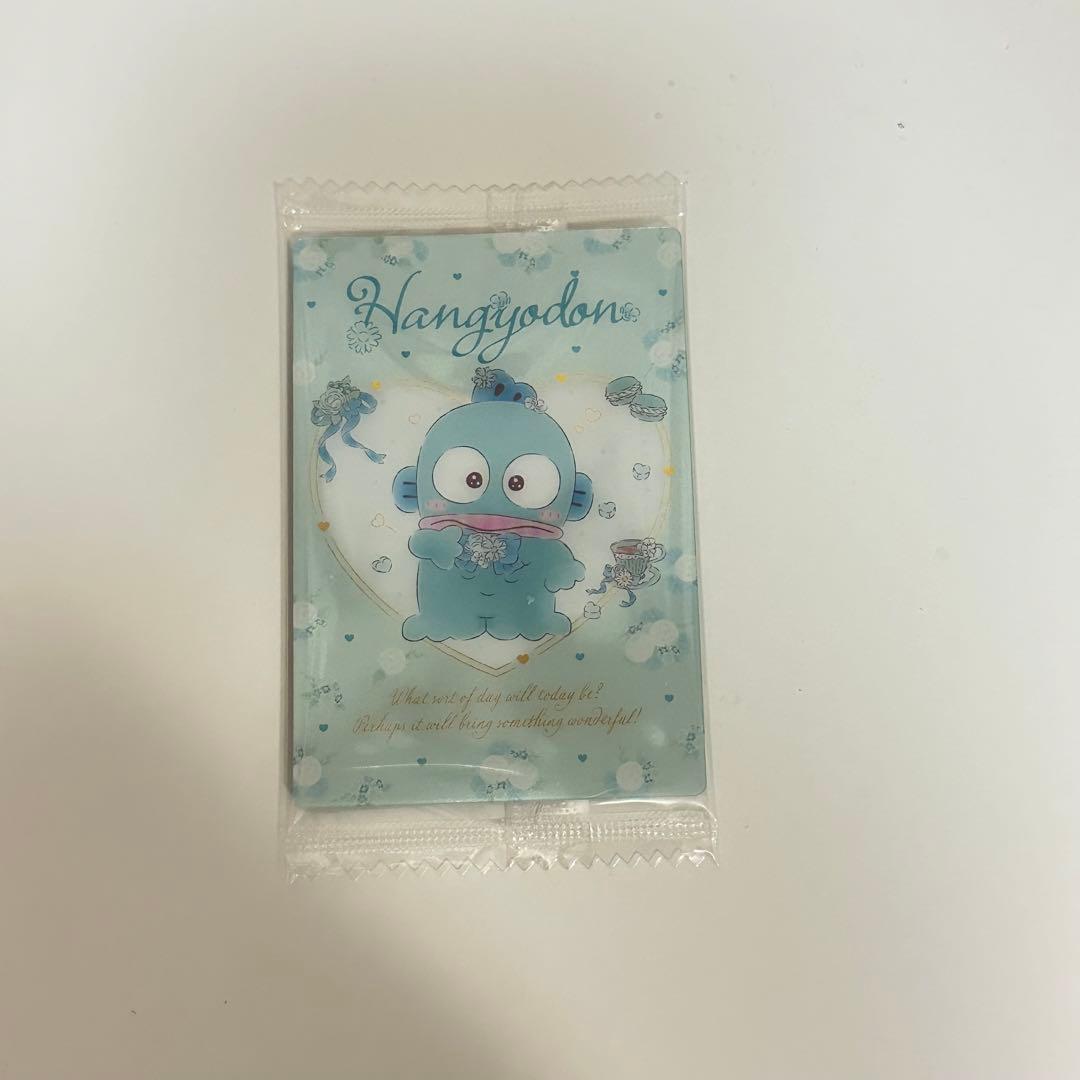 Hangyodon
What sort of day will today be?
Perhaps it will bring something wonderful!